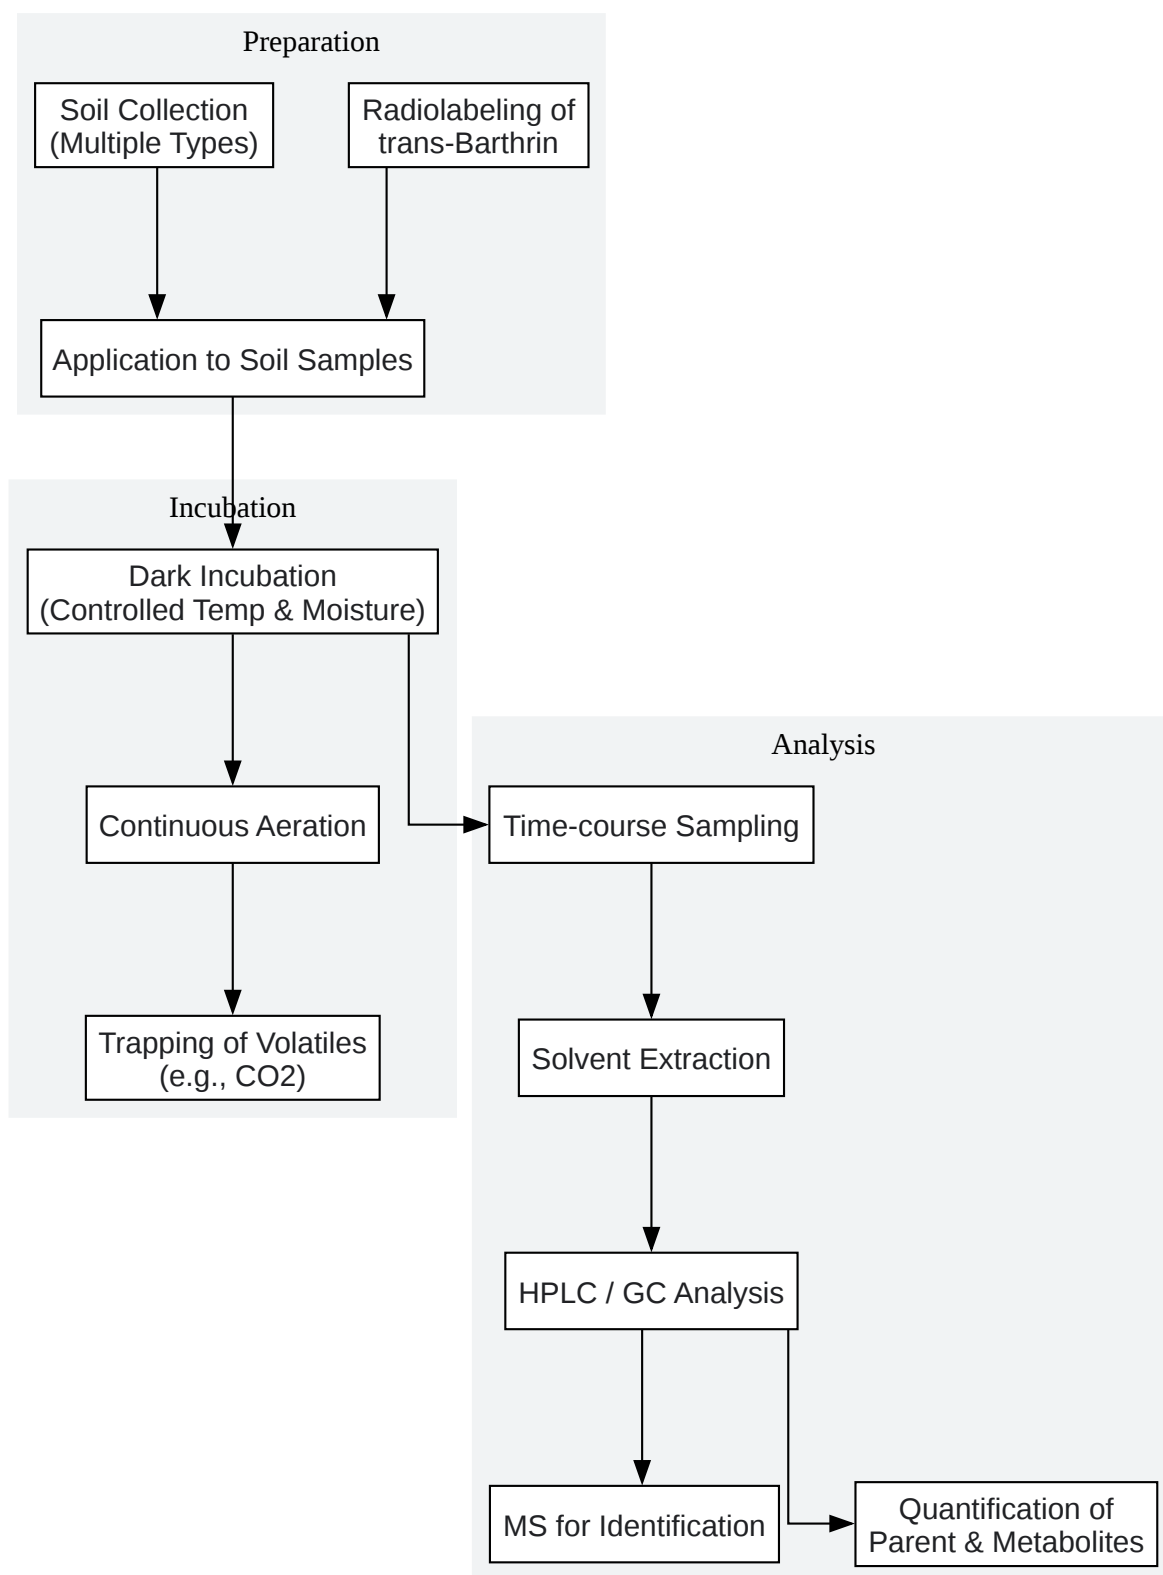 Preparation
Soil Collection
(Multiple Types)
Radiolabeling of
trans-Barthrin
Application to Soil Samples
Incubation
Dark Incubation
(Controlled Temp & Moisture)
Continuous Aeration
Trapping of Volatiles
(e.g., CO2)
Analysis
Time-course Sampling
Solvent Extraction
HPLC / GC Analysis
MS for Identification
Quantification of
Parent & Metabolites